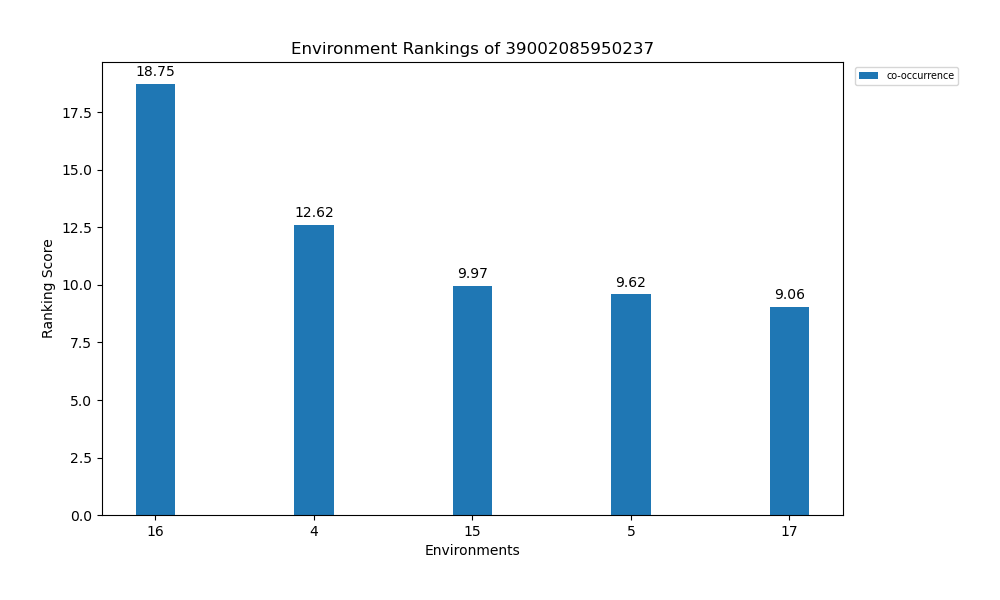 Environment Rankings of 39002085950237
co-occurrence
18.75
12.62
9.97
9.62
9.06
17.5
15.0
12.5
10.0
7.5
5.0
2.5
0.0
Ranking Score
16 4 15 5 17
Environments